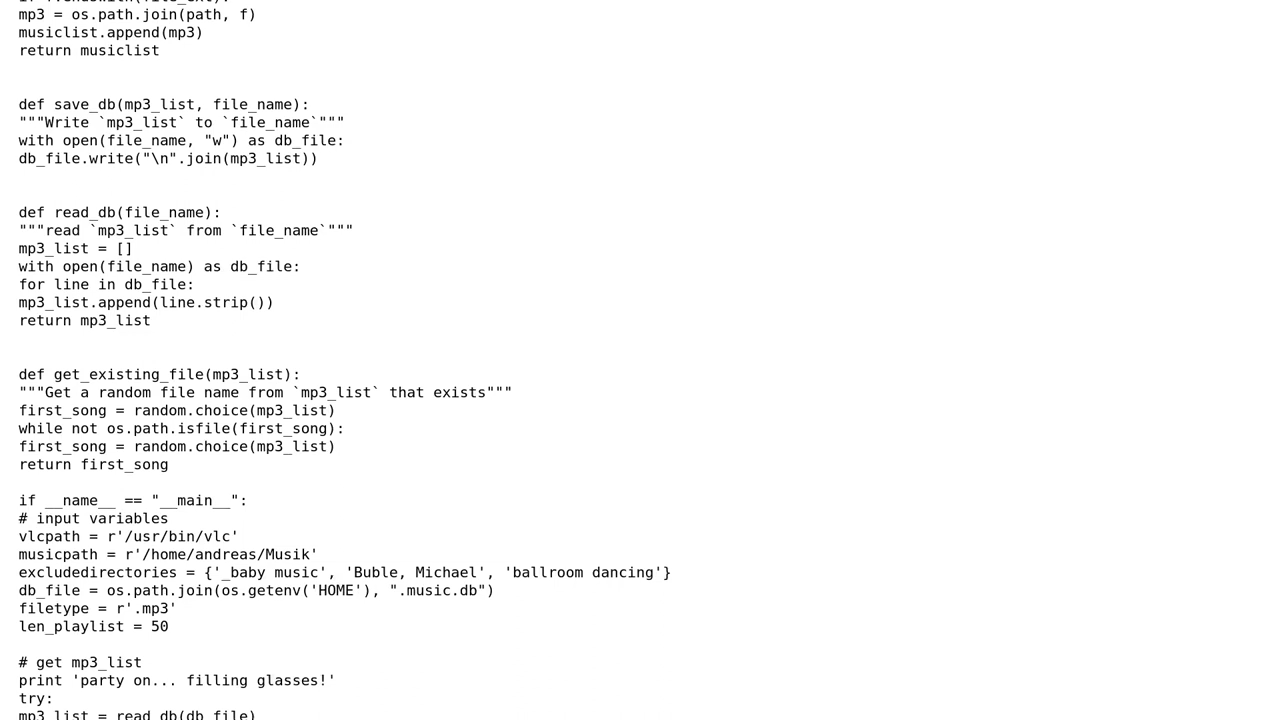 if f.endswith(file_ext):
mp3 = os.path.join(path, f)
musiclist.append(mp3)
return musiclist
def save_db(mp3_list, file_name):
"""Write `mp3_list` to `file_name`"""
with open(file_name, "w") as db_file:
db_file.write("\n".join(mp3_list))
def read_db(file_name):
"""read `mp3_list` from `file_name`"""
mp3_list = []
with open(file_name) as db_file:
for line in db_file:
mp3_list.append(line.strip())
return mp3_list
def get_existing_file(mp3_list):
"""Get a random file name from `mp3_list` that exists"""
first_song = random.choice(mp3_list)
while not os.path.isfile(first_song):
first_song = random.choice(mp3_list)
return first_song
if __name__ == "__main__":
# input variables
vlcpath = r'/usr/bin/vlc'
musicpath = r'/home/andreas/Musik'
excludedirectories = {'_baby music', 'Buble, Michael', 'ballroom dancing'}
db_file = os.path.join(os.getenv('HOME'), ".music.db")
filetype = r'.mp3'
len_playlist = 50
# get mp3_list
print 'party on... filling glasses!'
try:
mp3_list = read_db(db_file)